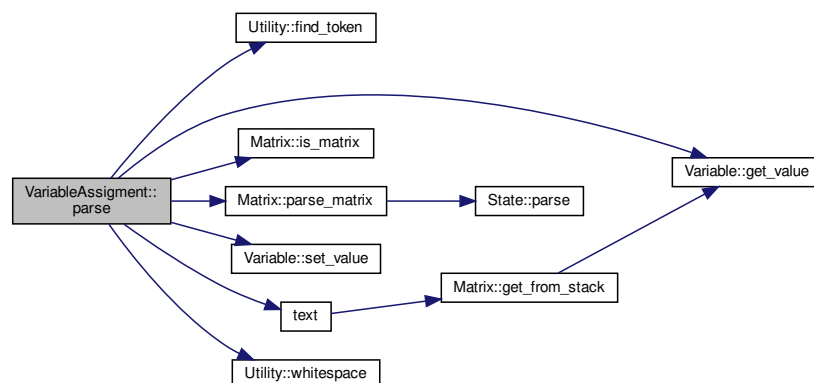 Utility::find_token
Matrix::is_matrix
Variable::get_value
VariableAssigment::
parse
Matrix::parse_matrix
State::parse
Variable::set_value
Matrix::get_from_stack
text
Utility::whitespace